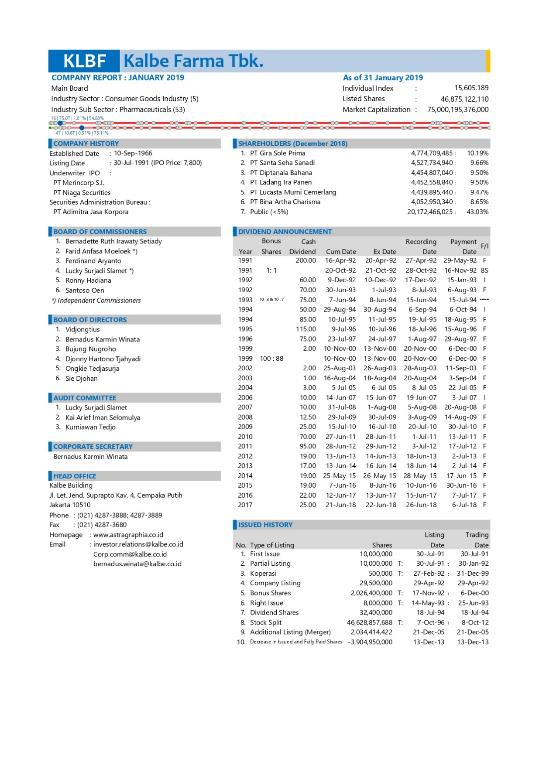 KLBF Kalbe Farma Tbk.
COMPANY REPORT : JANUARY 2019
As of 31 January 2019
Main Board
Individual Index : 15,605.189
Industry Sector : Consumer Goods Industry (5)
Listed Shares : 46,875,122,110
Industry Sub Sector : Pharmaceuticals (53)
Market Capitalization : 75,000,195,376,000
COMPANY HISTORY
Established Date : 10-Sep-1966
Listing Date : 30-Jul-1991 (IPO Price: 7,800)
Underwriter IPO :
PT Merincorp S.I.
PT Niaga Securities
Securities Administration Bureau :
PT Adimitra Jasa Korpora
SHAREHOLDERS (December 2018)
1. PT Gira Sole Prima 4,774,709,485 : 10.19%
2. PT Santa Seha Sanadi 4,527,734,940 : 9.66%
3. PT Diptanala Bahana 4,454,807,040 : 9.50%
4. PT Ladang Ira Panen 4,452,558,840 : 9.50%
5. PT Lucasta Murni Cemerlang 4,439,895,440 : 9.47%
6. PT Bina Artha Charisma 4,052,950,340 : 8.65%
7. Public (<5%) 20,172,466,025 : 43.03%
BOARD OF COMMISSIONERS
1. Bernadette Ruth Irawaty Setiady
2. Farid Anfasa Moeloek *)
3. Ferdinand Aryanto
4. Lucky Surjadi Slamet *)
5. Ronny Hadiana
6. Santoso Oen
*) Independent Commissioners
BOARD OF DIRECTORS
1. Vidjongtius
2. Bernadus Karmin Winata
3. Bujung Nugroho
4. Djonny Hartono Tjahyadi
5. Ongkie Tedjasurja
6. Sie Djohan
AUDIT COMMITTEE
1. Lucky Surjadi Slamet
2. Kai Arief Iman Selomulya
3. Kurniawan Tedjo
CORPORATE SECRETARY
Bernadus Karmin Winata
HEAD OFFICE
Kalbe Building
Jl. Let. Jend. Suprapto Kav. 4, Cempaka Putih
Jakarta 10510
Phone : (021) 4287-3888; 4287-3889
Fax : (021) 4287-3680
Homepage : www.astragraphia.co.id
Email : investor.relations@kalbe.co.id
Corp.comm@kalbe.co.id
bernadus.winata@kalbe.co.id
DIVIDEND ANNOUNCEMENT
Bonus Cash Recording Payment F/I
Year Shares Dividend Cum Date Ex Date Date Date
1991 200.00 16-Apr-92 20-Apr-92 27-Apr-92 29-May-92 F
1991 1: 1 20-Oct-92 21-Oct-92 28-Oct-92 16-Nov-92 BS
1992 60.00 9-Dec-92 10-Dec-92 17-Dec-92 15-Jan-93 I
1992 70.00 30-Jun-93 1-Jul-93 8-Jul-93 6-Aug-93 F
1993 75.00 7-Jun-94 8-Jun-94 15-Jun-94 15-Jul-94
1994 50.00 29-Aug-94 30-Aug-94 6-Sep-94 6-Oct-94 I
1994 85.00 10-Jul-95 11-Jul-95 19-Jul-95 18-Aug-95 F
1995 115.00 9-Jul-96 10-Jul-96 18-Jul-96 15-Aug-96 F
1996 75.00 23-Jul-97 24-Jul-97 1-Aug-97 29-Aug-97 F
1999 2.00 10-Nov-00 13-Nov-00 20-Nov-00 6-Dec-00 F
1999 100 : 88 10-Nov-00 13-Nov-00 20-Nov-00 6-Dec-00 F
2002 2.00 25-Aug-03 26-Aug-03 28-Aug-03 11-Sep-03 F
2003 1.00 16-Aug-04 18-Aug-04 20-Aug-04 3-Sep-04 F
2004 3.00 5-Jul-05 6-Jul-05 8-Jul-05 22-Jul-05 F
2006 10.00 14-Jun-07 15-Jun-07 19-Jun-07 3-Jul-07 I
2007 10.00 31-Jul-08 1-Aug-08 5-Aug-08 20-Aug-08 F
2008 12.50 29-Jul-09 30-Jul-09 3-Aug-09 14-Aug-09 F
2009 25.00 15-Jul-10 16-Jul-10 20-Jul-10 30-Jul-10 F
2010 70.00 27-Jun-11 28-Jun-11 1-Jul-11 13-Jul-11 F
2011 95.00 28-Jun-12 29-Jun-12 3-Jul-12 17-Jul-12 F
2012 19.00 13-Jun-13 14-Jun-13 18-Jun-13 2-Jul-13 F
2013 17.00 13-Jun-14 16-Jun-14 18-Jun-14 2-Jul-14 F
2014 19.00 25-May-15 26-May-15 28-May-15 17-Jun-15 F
2015 19.00 7-Jun-16 8-Jun-16 10-Jun-16 30-Jun-16 F
2016 22.00 12-Jun-17 13-Jun-17 15-Jun-17 7-Jul-17 F
2017 25.00 21-Jun-18 22-Jun-18 26-Jun-18 6-Jul-18 F
ISSUED HISTORY
Listing Trading
No. Type of Listing Shares Date Date
1. First Issue 10,000,000 30-Jul-91 30-Jul-91
2. Partial Listing 10,000,000 T: 30-Jul-91 : 30-Jan-92
3. Koperasi 500,000 T: 27-Feb-92 : 31-Dec-99
4. Company Listing 29,500,000 29-Apr-92 29-Apr-92
5. Bonus Shares 2,026,400,000 T: 17-Nov-92 : 6-Dec-00
6. Right Issue 8,000,000 T: 14-May-93 : 25-Jun-93
7. Dividend Shares 32,400,000 18-Jul-94 18-Jul-94
8. Stock Split 46,628,857,688 T: 7-Oct-96 : 8-Oct-12
9. Additional Listing (Merger) 2,034,414,422 21-Dec-05 21-Dec-05
10. Decrease in Issued and Fully Paid Shares -3,904,950,000 13-Dec-13 13-Dec-13